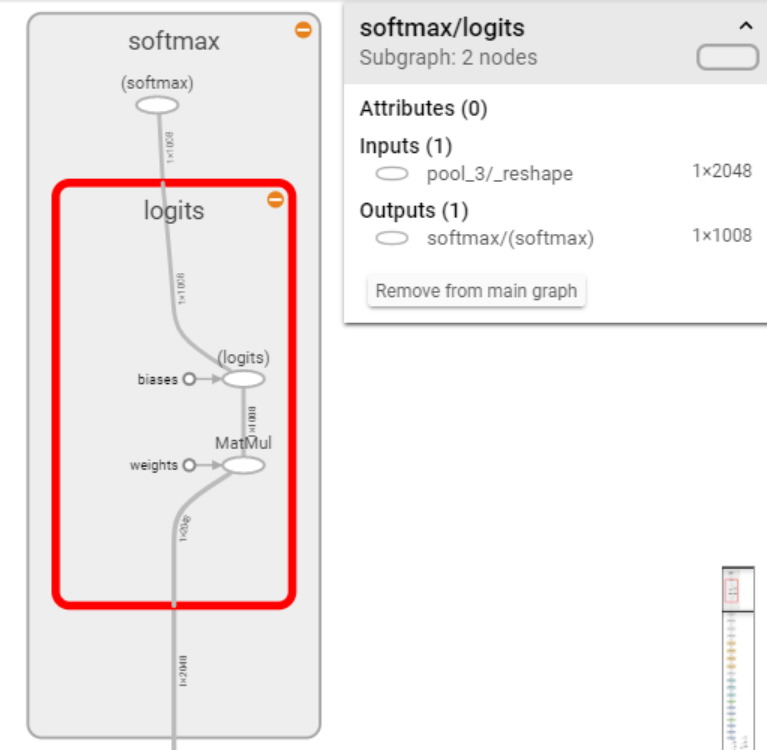 softmax
(softmax)
1×1008
logits
1×1008
(logits)
biases
1×1008
MatMul
weights
1×2048
1×2048
softmax/logits
Subgraph: 2 nodes
Attributes (0)
Inputs (1)
pool_3/_reshape 1×2048
Outputs (1)
softmax/(softmax) 1×1008
Remove from main graph